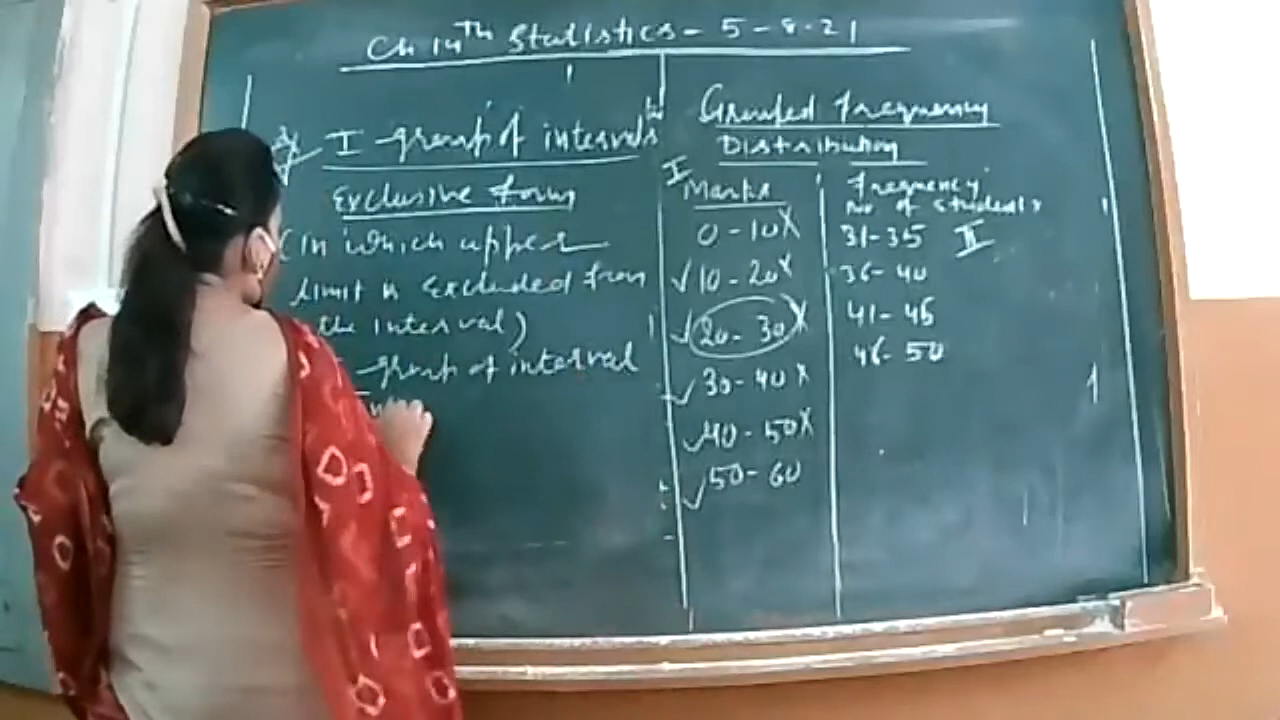 Ch 14th Statistics - 5-8-21
I group of intervals
Exclusive form
(In which upper
limit is excluded from
the interval)
group of interval
Grouped Frequency
Distribution
I
Marks
0 - 10 X
✓ 10 - 20 X
✓ 20 - 30 X
✓ 30 - 40 X
✓ 40 - 50 X
✓ 50 - 60
Frequency
No of students
31-35 II
36-40
41-45
46-50